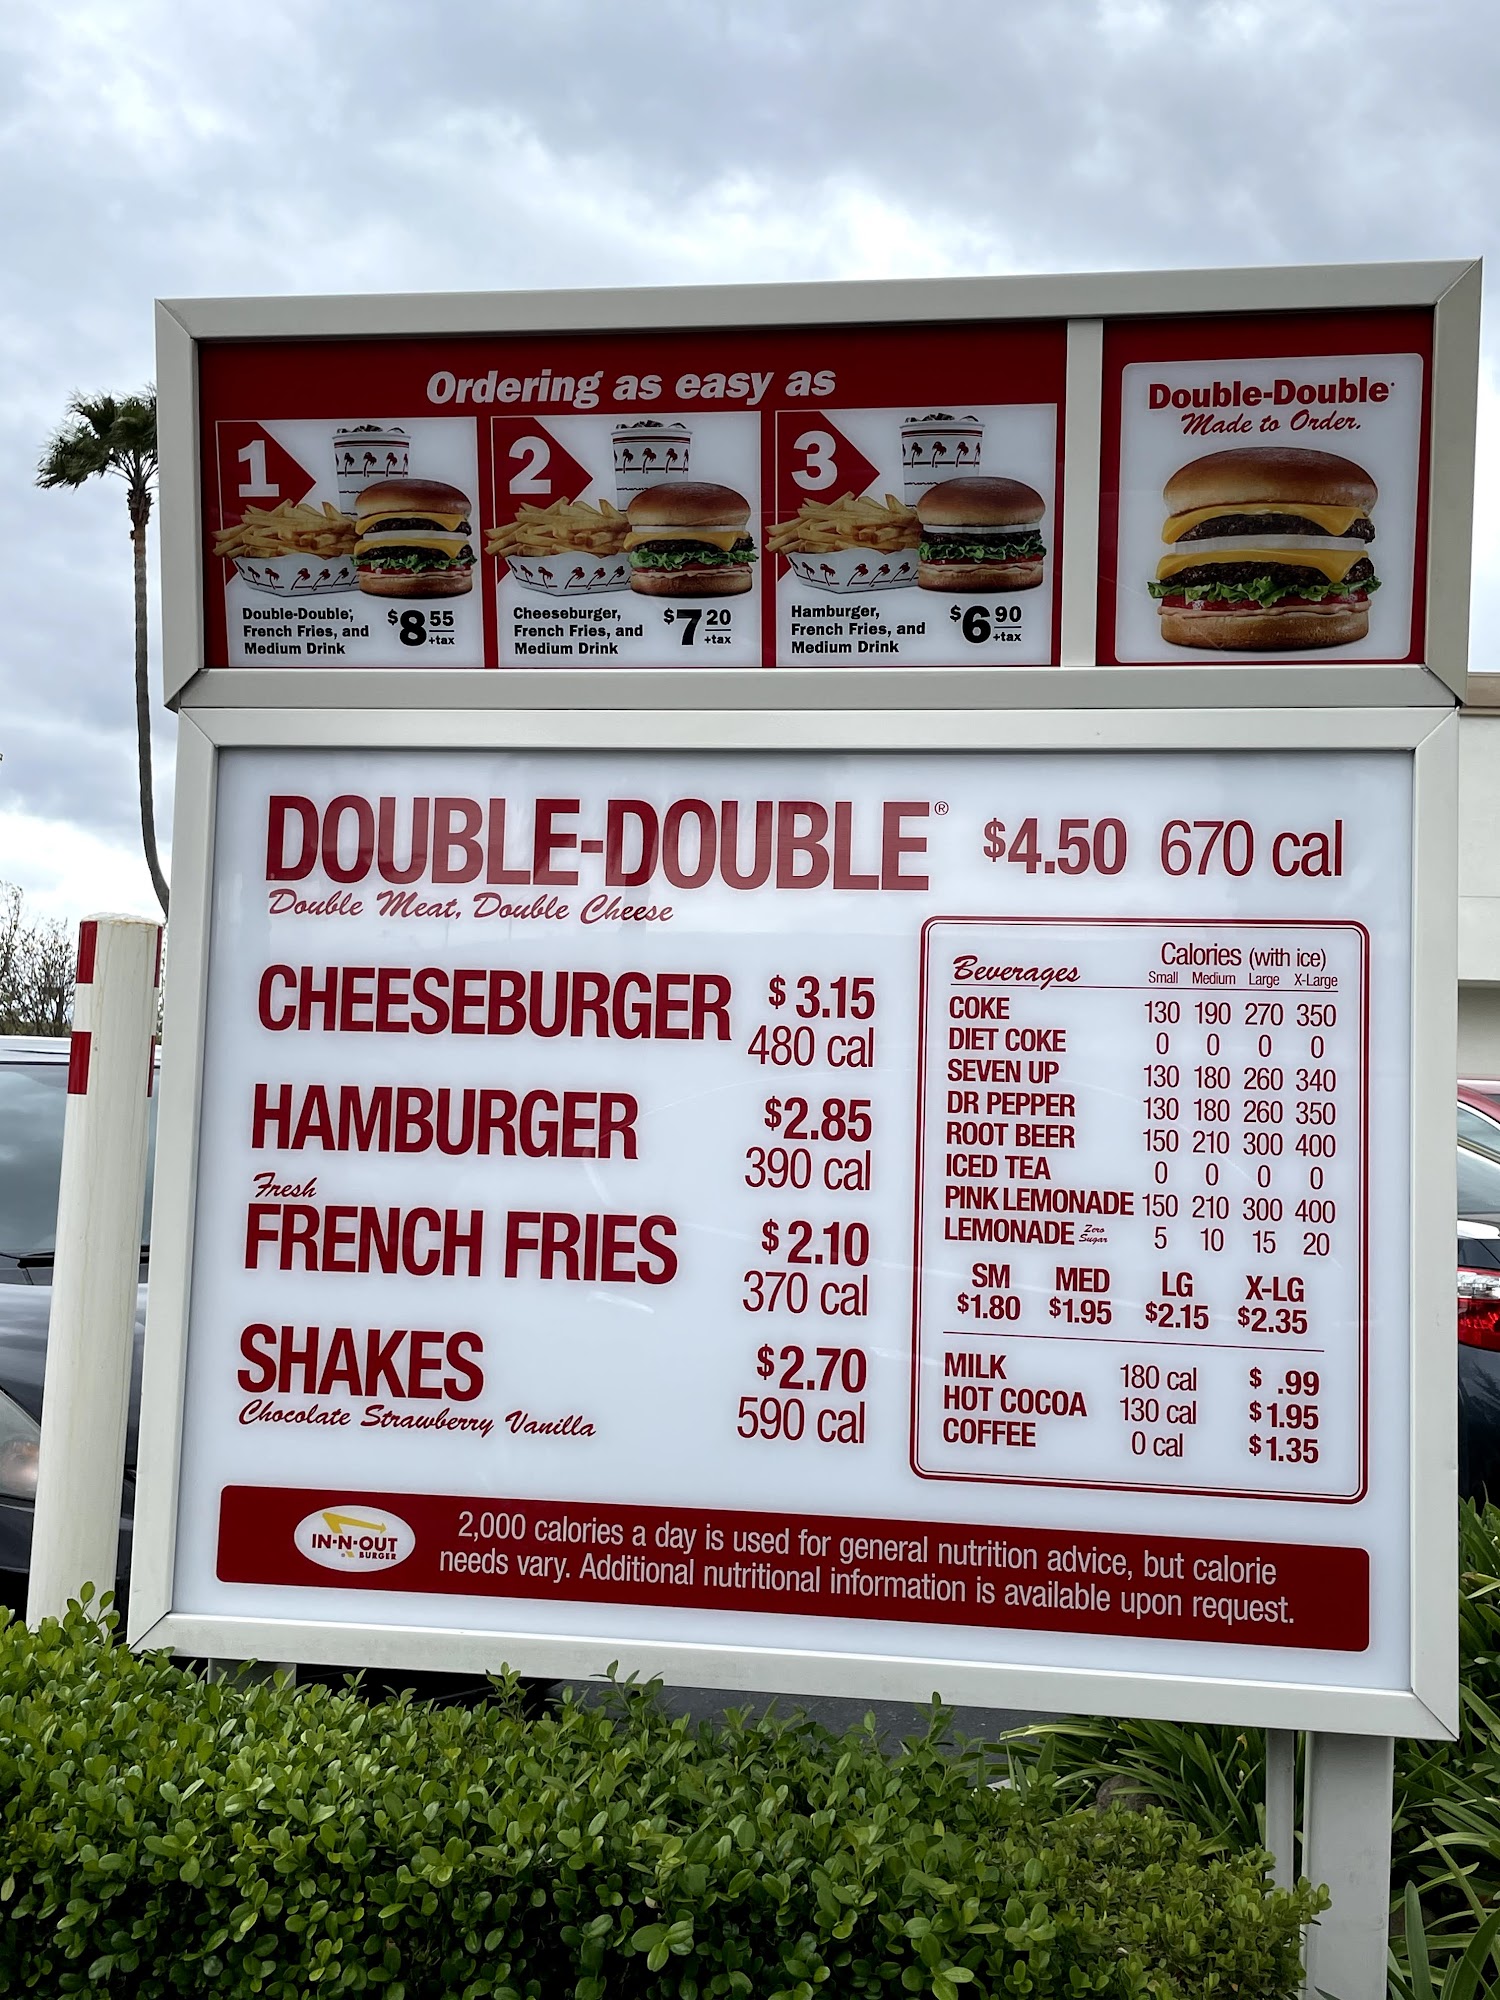 Ordering as easy as
1
Double-Double®,
French Fries, and
Medium Drink
$8 55
+tax
2
Cheeseburger,
French Fries, and
Medium Drink
$7 20
+tax
3
Hamburger,
French Fries, and
Medium Drink
$6 90
+tax
Double-Double®
Made to Order.
DOUBLE-DOUBLE® $4.50 670 cal
Double Meat, Double Cheese
CHEESEBURGER $3.15
480 cal
HAMBURGER $2.85
390 cal
Fresh
FRENCH FRIES $2.10
370 cal
SHAKES $2.70
Chocolate Strawberry Vanilla 590 cal
Calories (with ice)
Beverages Small Medium Large X-Large
COKE 130 190 270 350
DIET COKE 0 0 0 0
SEVEN UP 130 180 260 340
DR PEPPER 130 180 260 350
ROOT BEER 150 210 300 400
ICED TEA 0 0 0 0
PINK LEMONADE 150 210 300 400
LEMONADE Zero Sugar 5 10 15 20
SM MED LG X-LG
$1.80 $1.95 $2.15 $2.35
MILK 180 cal $ .99
HOT COCOA 130 cal $1.95
COFFEE 0 cal $1.35
IN-N-OUT
BURGER
2,000 calories a day is used for general nutrition advice, but calorie
needs vary. Additional nutritional information is available upon request.